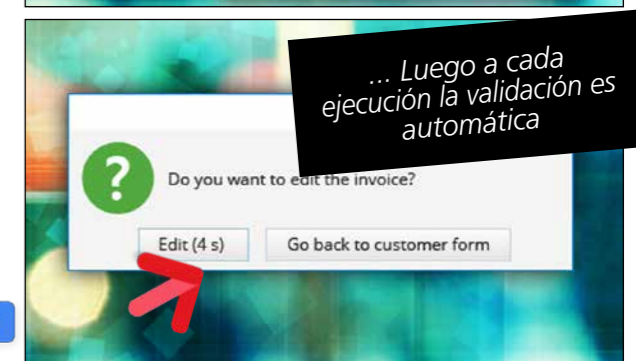 ... Luego a cada
ejecución la validación es
automática
Do you want to edit the invoice?
Edit (4 s)
Go back to customer form